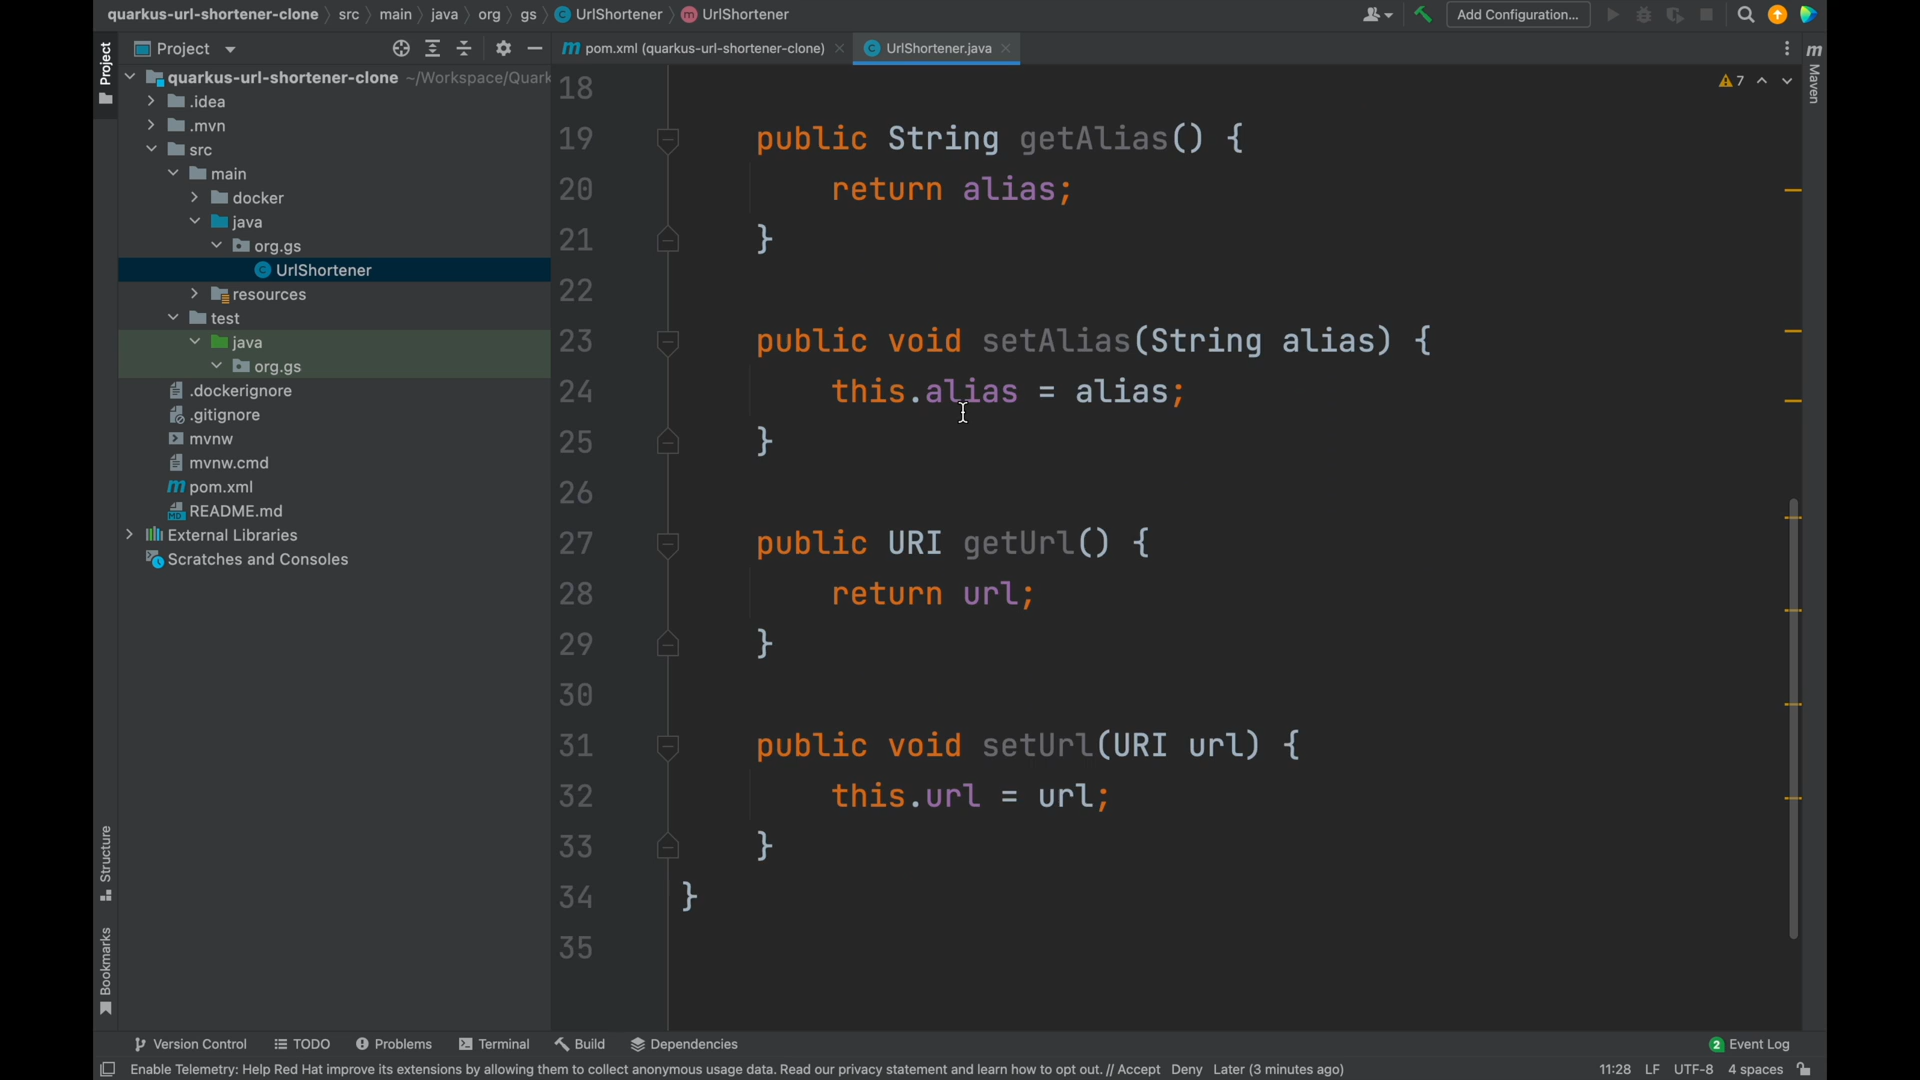 quarkus-url-shortener-clone src main java org gs UrlShortener UrlShortener Add Configuration...
Project
pom.xml (quarkus-url-shortener-clone) UrlShortener.java
Project
quarkus-url-shortener-clone ~/Workspace/Quark
.idea
.mvn
src
main
docker
java
org.gs
UrlShortener
resources
test
java
org.gs
.dockerignore
.gitignore
mvnw
mvnw.cmd
pom.xml
README.md
External Libraries
Scratches and Consoles
7
Maven
18
19 public String getAlias() {
20 return alias;
21 }
22
23 public void setAlias(String alias) {
24 this.alias = alias;
25 }
26
27 public URI getUrl() {
28 return url;
29 }
30
31 public void setUrl(URI url) {
32 this.url = url;
33 }
34 }
35
Structure
Bookmarks
Version Control TODO Problems Terminal Build Dependencies 2 Event Log
Enable Telemetry: Help Red Hat improve its extensions by allowing them to collect anonymous usage data. Read our privacy statement and learn how to opt out. // Accept Deny Later (3 minutes ago) 11:28 LF UTF-8 4 spaces